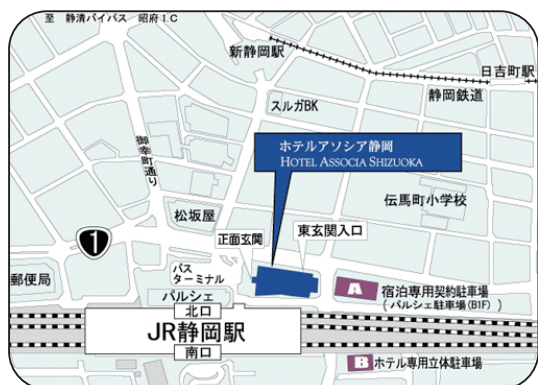 至 静清バイパス 昭府IC
新静岡駅
日吉町駅
静岡鉄道
スルガBK
御幸町通り
ホテルアソシア静岡
HOTEL ASSOCIA SHIZUOKA
伝馬町小学校
松坂屋
正面玄関
東玄関入口
1
郵便局
バス
ターミナル
パルシェ
A
宿泊専用契約駐車場
(パルシェ駐車場(B1F))
北口
JR静岡駅
南口
B ホテル専用立体駐車場